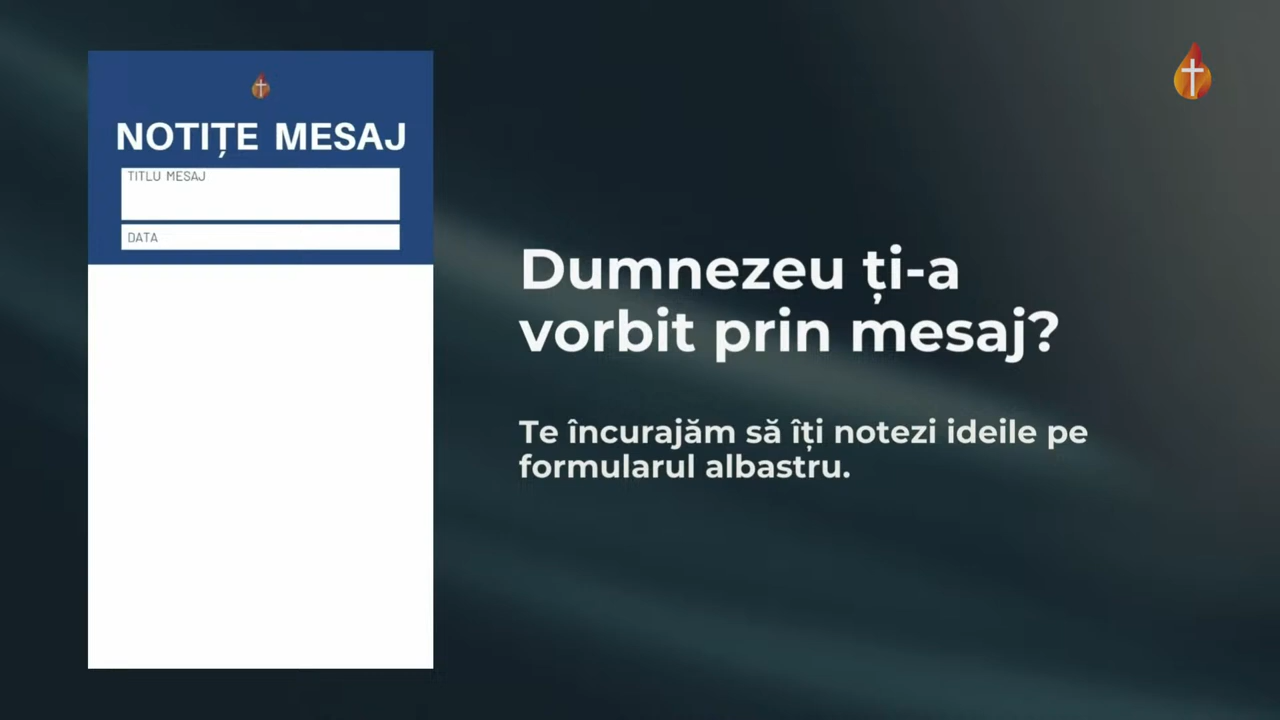 NOTIȚE MESAJ
TITLU MESAJ
DATA
Dumnezeu ți-a
vorbit prin mesaj?
Te încurajăm să îți notezi ideile pe
formularul albastru.